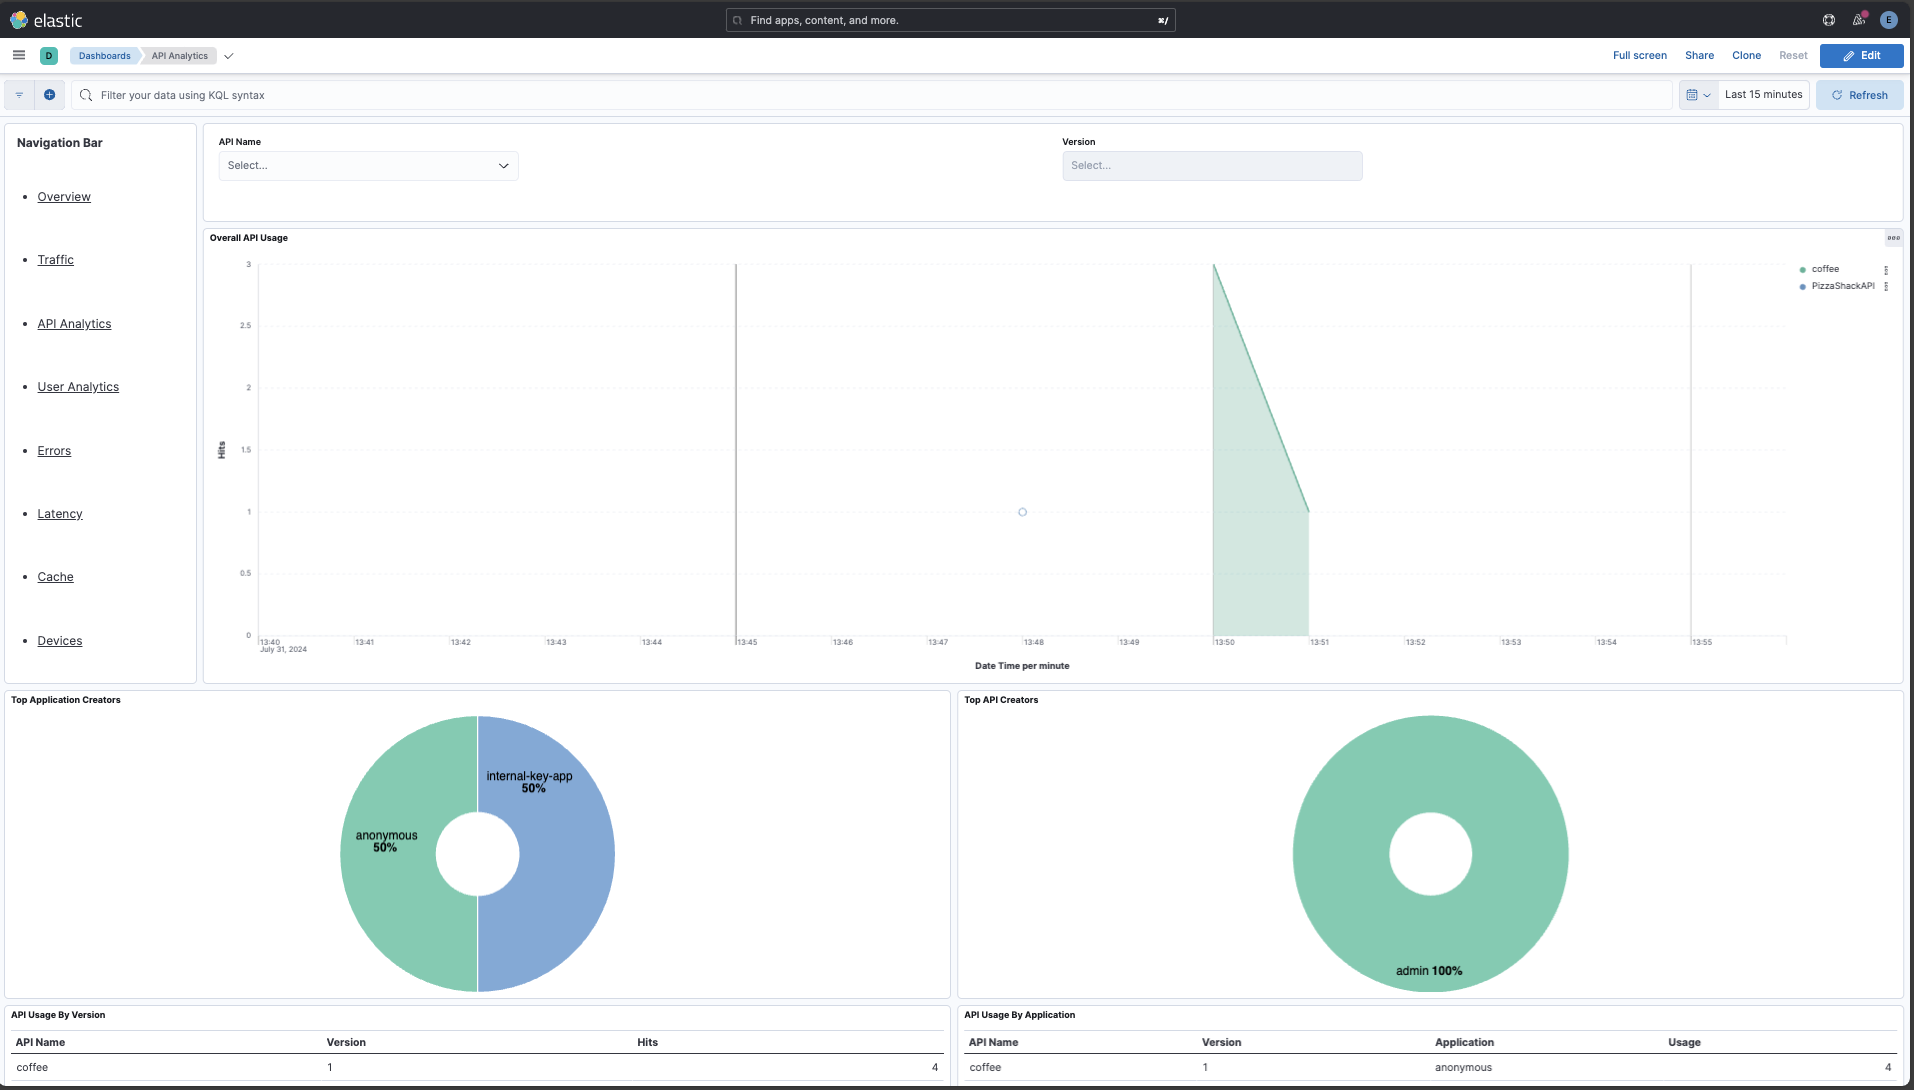 elastic
Find apps, content, and more.
⌘/
E
D
Dashboards
API Analytics
Full screen
Share
Clone
Reset
Edit
Filter your data using KQL syntax
Last 15 minutes
Refresh
Navigation Bar
Overview
Traffic
API Analytics
User Analytics
Errors
Latency
Cache
Devices
API Name
Select...
Version
Select...
Overall API Usage
3
2.5
2
1.5
1
0.5
0
Hits
13:40
13:41
13:42
13:43
13:44
13:45
13:46
13:47
13:48
13:49
13:50
13:51
13:52
13:53
13:54
13:55
July 31, 2024
Date Time per minute
coffee
PizzaShackAPI
Top Application Creators
internal-key-app
50%
anonymous
50%
Top API Creators
admin 100%
API Usage By Version
API Name Version Hits
coffee 1 4
API Usage By Application
API Name Version Application Usage
coffee 1 anonymous 4